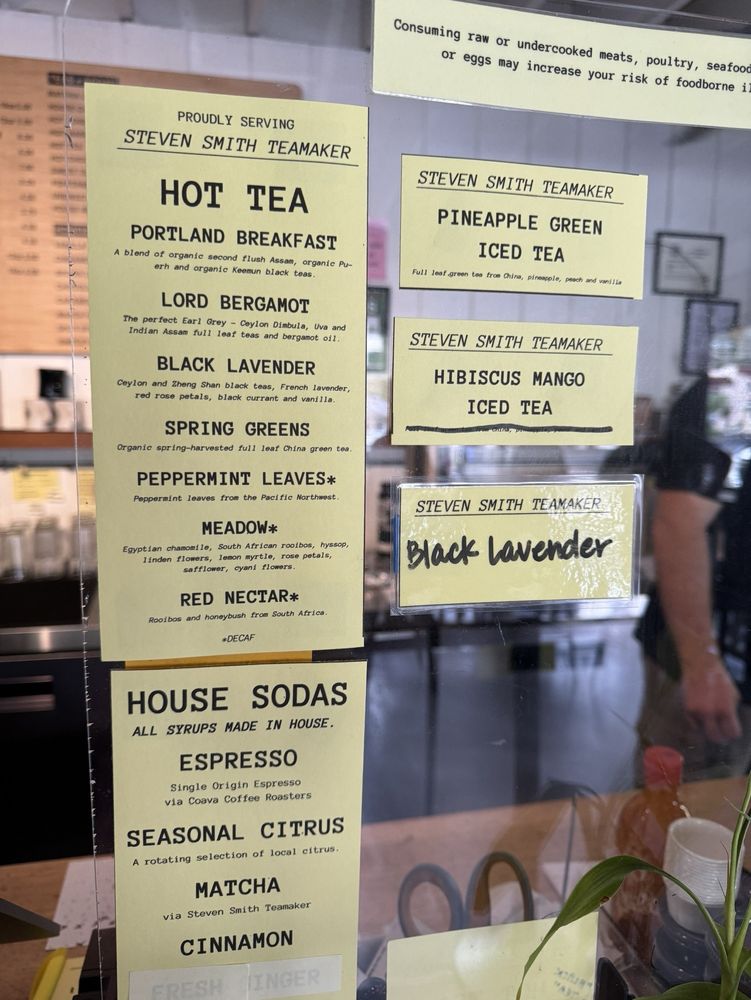 Consuming raw or undercooked meats, poultry, seafood
or eggs may increase your risk of foodborne
PROUDLY SERVING
STEVEN SMITH TEAMAKER
HOT TEA
PORTLAND BREAKFAST
A blend of organic second flush Assam, organic Pu-
erh and organic Keemun black teas.
LORD BERGAMOT
The perfect Earl Grey – Ceylon Dimbula, Uva and
Indian Assam full leaf teas and bergamot oil.
BLACK LAVENDER
Ceylon and Zheng Shan black teas, French lavender,
red rose petals, black currant and vanilla.
SPRING GREENS
Organic spring-harvested full leaf China green tea.
PEPPERMINT LEAVES*
Peppermint leaves from the Pacific Northwest.
MEADOW*
Egyptian chamomile, South African rooibos, hyssop,
linden flowers, lemon myrtle, rose petals,
safflower, cyani flowers.
RED NECTAR*
Rooibos and honeybush from South Africa.
*DECAF
HOUSE SODAS
ALL SYRUPS MADE IN HOUSE.
ESPRESSO
Single Origin Espresso
via Coava Coffee Roasters
SEASONAL CITRUS
A rotating selection of local citrus.
MATCHA
via Steven Smith Teamaker
CINNAMON
FRESH GINGER
STEVEN SMITH TEAMAKER
PINEAPPLE GREEN
ICED TEA
Full leaf green tea from China, pineapple, peach and vanilla
STEVEN SMITH TEAMAKER
HIBISCUS MANGO
ICED TEA
STEVEN SMITH TEAMAKER
Black Lavender